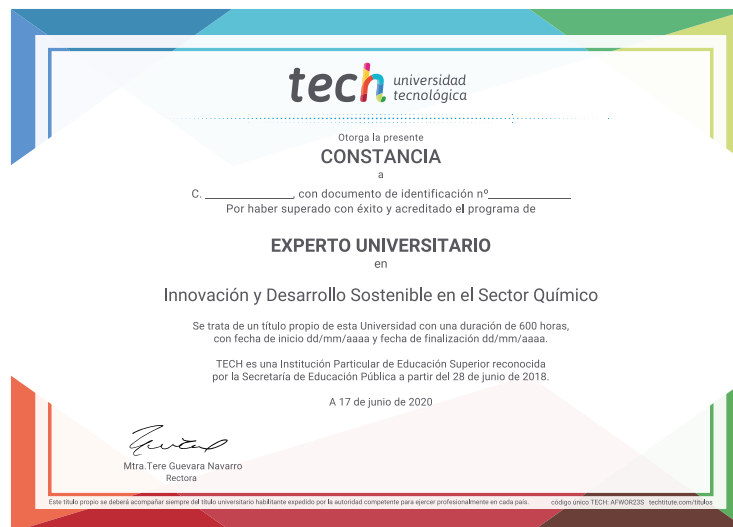 tech universidad
tecnológica
Otorga la presente
CONSTANCIA
a
C. ______________, con documento de identificación nº______________
Por haber superado con éxito y acreditado el programa de
EXPERTO UNIVERSITARIO
en
Innovación y Desarrollo Sostenible en el Sector Químico
Se trata de un título propio de esta Universidad con una duración de 600 horas,
con fecha de inicio dd/mm/aaaa y fecha de finalización dd/mm/aaaa.
TECH es una Institución Particular de Educación Superior reconocida
por la Secretaría de Educación Pública a partir del 28 de junio de 2018.
A 17 de junio de 2020
Mtra.Tere Guevara Navarro
Rectora
Este título propio se deberá acompañar siempre del título universitario habilitante expedido por la autoridad competente para ejercer profesionalmente en cada país. código único TECH: AFWOR23S techtitute.com/títulos